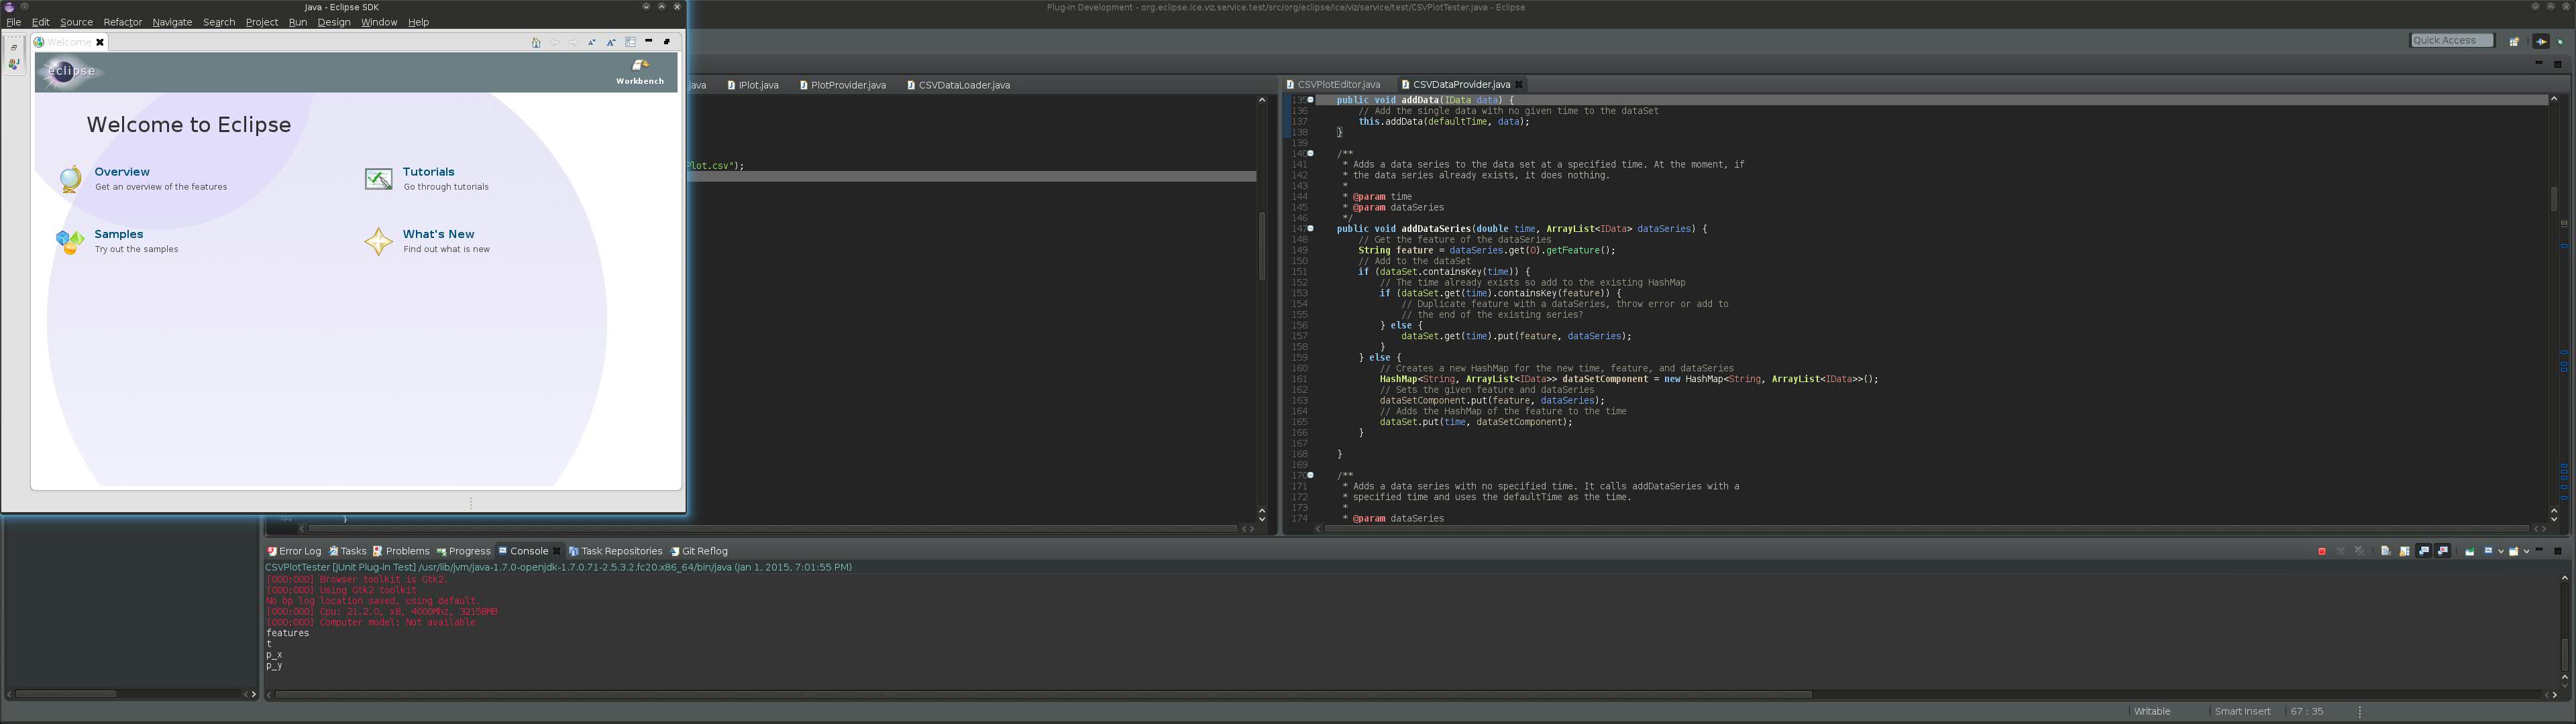 Java - Eclipse SDK
Plug-in Development - org.eclipse.ice.viz.service.test/src/org/eclipse/ice/viz/service/test/CSVPlotTester.java - Eclipse
File Edit Source Refactor Navigate Search Project Run Design Window Help
Quick Access
Welcome
eclipse
Workbench
Welcome to Eclipse
Overview
Get an overview of the features
Tutorials
Go through tutorials
Samples
Try out the samples
What's New
Find out what is new
java IPlot.java PlotProvider.java CSVDataLoader.java
Plot.csv");
}
CSVPlotEditor.java CSVDataProvider.java
135 public void addData(IData data) {
136 // Add the single data with no given time to the dataSet
137 this.addData(defaultTime, data);
138 }
139
140 /**
141 * Adds a data series to the data set at a specified time. At the moment, if
142 * the data series already exists, it does nothing.
143 *
144 * @param time
145 * @param dataSeries
146 */
147 public void addDataSeries(double time, ArrayList<IData> dataSeries) {
148 // Get the feature of the dataSeries
149 String feature = dataSeries.get(0).getFeature();
150 // Add to the dataSet
151 if (dataSet.containsKey(time)) {
152 // The time already exists so add to the existing HashMap
153 if (dataSet.get(time).containsKey(feature)) {
154 // Duplicate feature with a dataSeries, throw error or add to
155 // the end of the existing series?
156 } else {
157 dataSet.get(time).put(feature, dataSeries);
158 }
159 } else {
160 // Creates a new HashMap for the new time, feature, and dataSeries
161 HashMap<String, ArrayList<IData>> dataSetComponent = new HashMap<String, ArrayList<IData>>();
162 // Sets the given feature and dataSeries
163 dataSetComponent.put(feature, dataSeries);
164 // Adds the HashMap of the feature to the time
165 dataSet.put(time, dataSetComponent);
166 }
167
168 }
169
170 /**
171 * Adds a data series with no specified time. It calls addDataSeries with a
172 * specified time and uses the defaultTime as the time.
173 *
174 * @param dataSeries
Error Log Tasks Problems Progress Console Task Repositories Git Reflog
CSVPlotTester [JUnit Plug-in Test] /usr/lib/jvm/java-1.7.0-openjdk-1.7.0.71-2.5.3.2.fc20.x86_64/bin/java (Jan 1, 2015, 7:01:55 PM)
[000:000] Browser toolkit is Gtk2.
[000:000] Using Gtk2 toolkit
No bp log location saved, using default.
[000:000] Cpu: 21.2.0, x8, 4000Mhz, 32158MB
[000:000] Computer model: Not available
features
t
p_x
p_y
Writable Smart Insert 67 : 35